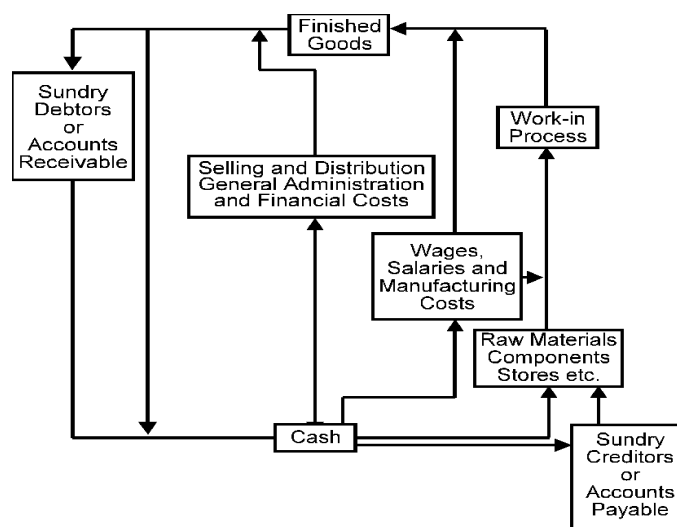 Finished
Goods
Sundry
Debtors
or
Accounts
Receivable
Work-in
Process
Selling and Distribution
General Administration
and Financial Costs
Wages,
Salaries and
Manufacturing
Costs
Raw Materials
Components
Stores etc.
Cash
Sundry
Creditors
or
Accounts
Payable